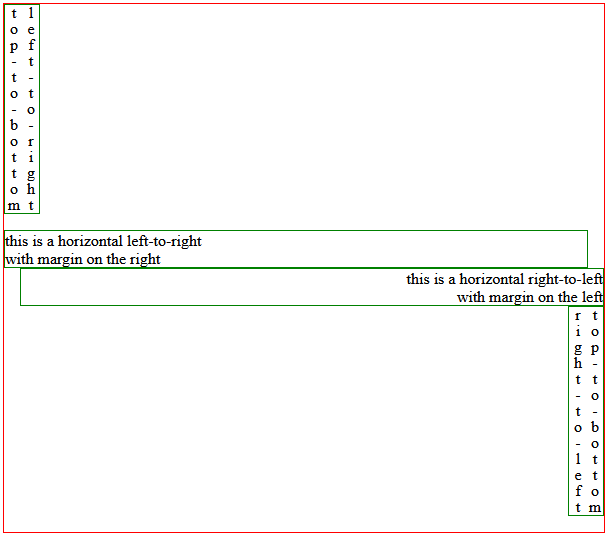 top-to-bottom
left-to-right
this is a horizontal left-to-right
with margin on the right
this is a horizontal right-to-left
with margin on the left
top-to-bottom
right-to-left